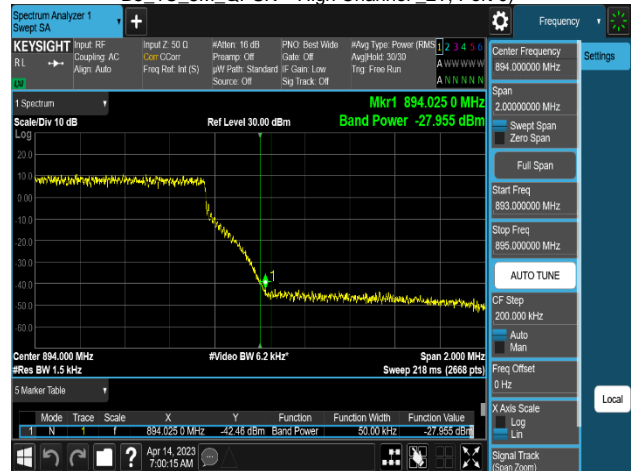 Spectrum Analyzer 1
Swept SA
Frequency
KEYSIGHT
RL
Input: RF
Coupling: AC
Align: Auto
Input Z: 50 Ω
Corr CCorr
Freq Ref: Int (S)
#Atten: 16 dB
Preamp: Off
µW Path: Standard
Source: Off
PNO: Best Wide
Gate: Off
IF Gain: Low
Sig Track: Off
#Avg Type: Power (RMS)
Avg|Hold: 30/30
Trig: Free Run
1 2 3 4 5 6
A WW W W W
A N N N N N
1 Spectrum
Scale/Div 10 dB
Log
Ref Level 30.00 dBm
Mkr1 894.025 0 MHz
Band Power -27.955 dBm
20.0
10.0
0.00
-10.0
-20.0
-30.0
-40.0
-50.0
-60.0
1
Center 894.000 MHz
#Res BW 1.5 kHz
#Video BW 6.2 kHz*
Span 2.000 MHz
Sweep 218 ms (2668 pts)
5 Marker Table
Mode Trace Scale X Y Function Function Width Function Value
1 N 1 f 894.025 0 MHz -42.46 dBm Band Power 50.00 kHz -27.955 dBm
Apr 14, 2023
7:00:15 AM
Center Frequency
894.000000 MHz
Settings
Span
2.00000000 MHz
Swept Span
Zero Span
Full Span
Start Freq
893.000000 MHz
Stop Freq
895.000000 MHz
AUTO TUNE
CF Step
200.000 kHz
Auto
Man
Freq Offset
0 Hz
X Axis Scale
Log
Lin
Local
Signal Track
(Span Zoom)